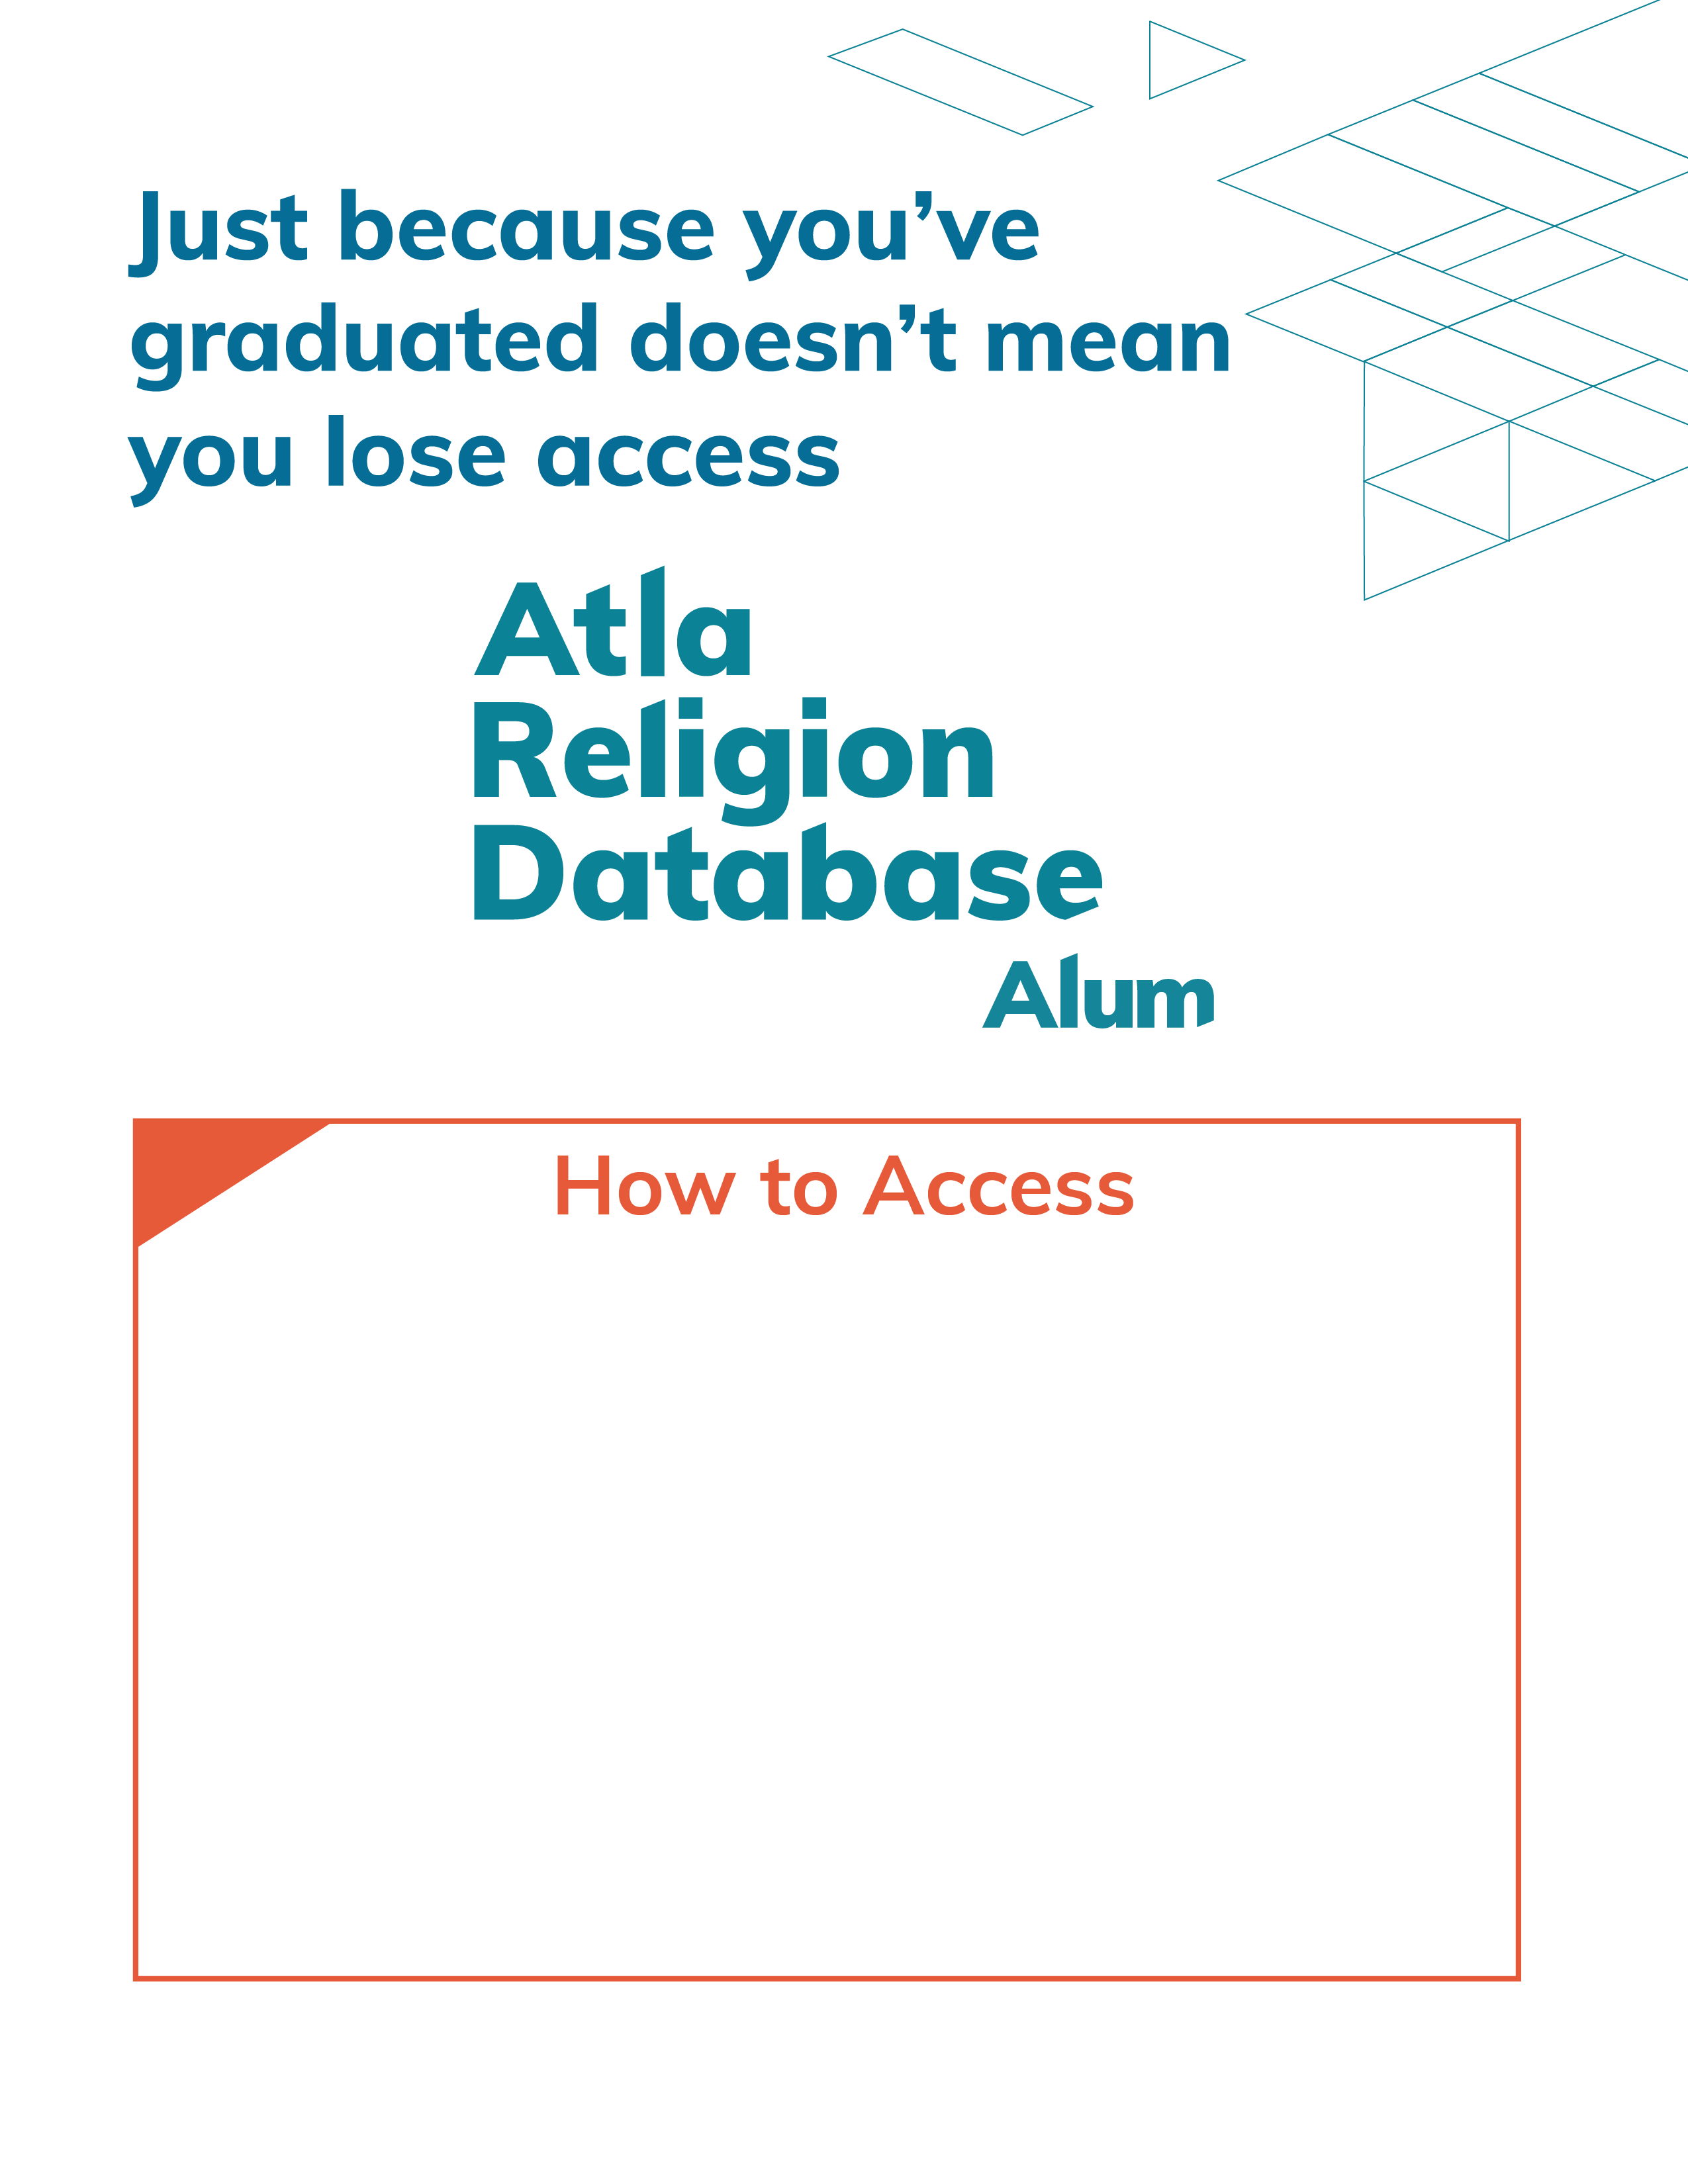 Just because you’ve
graduated doesn’t mean
you lose access
Atla
Religion
Database
Alum
How to Access